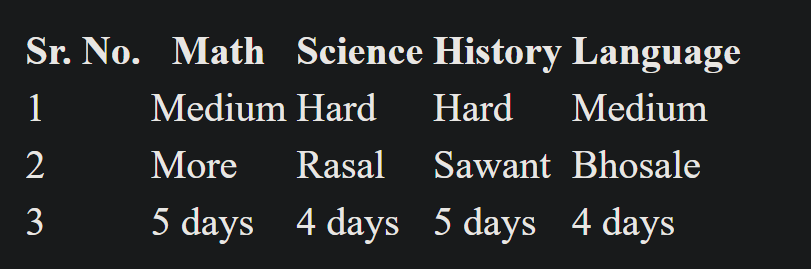 Sr. No. Math Science History Language
1 Medium Hard Hard Medium
2 More Rasal Sawant Bhosale
3 5 days 4 days 5 days 4 days